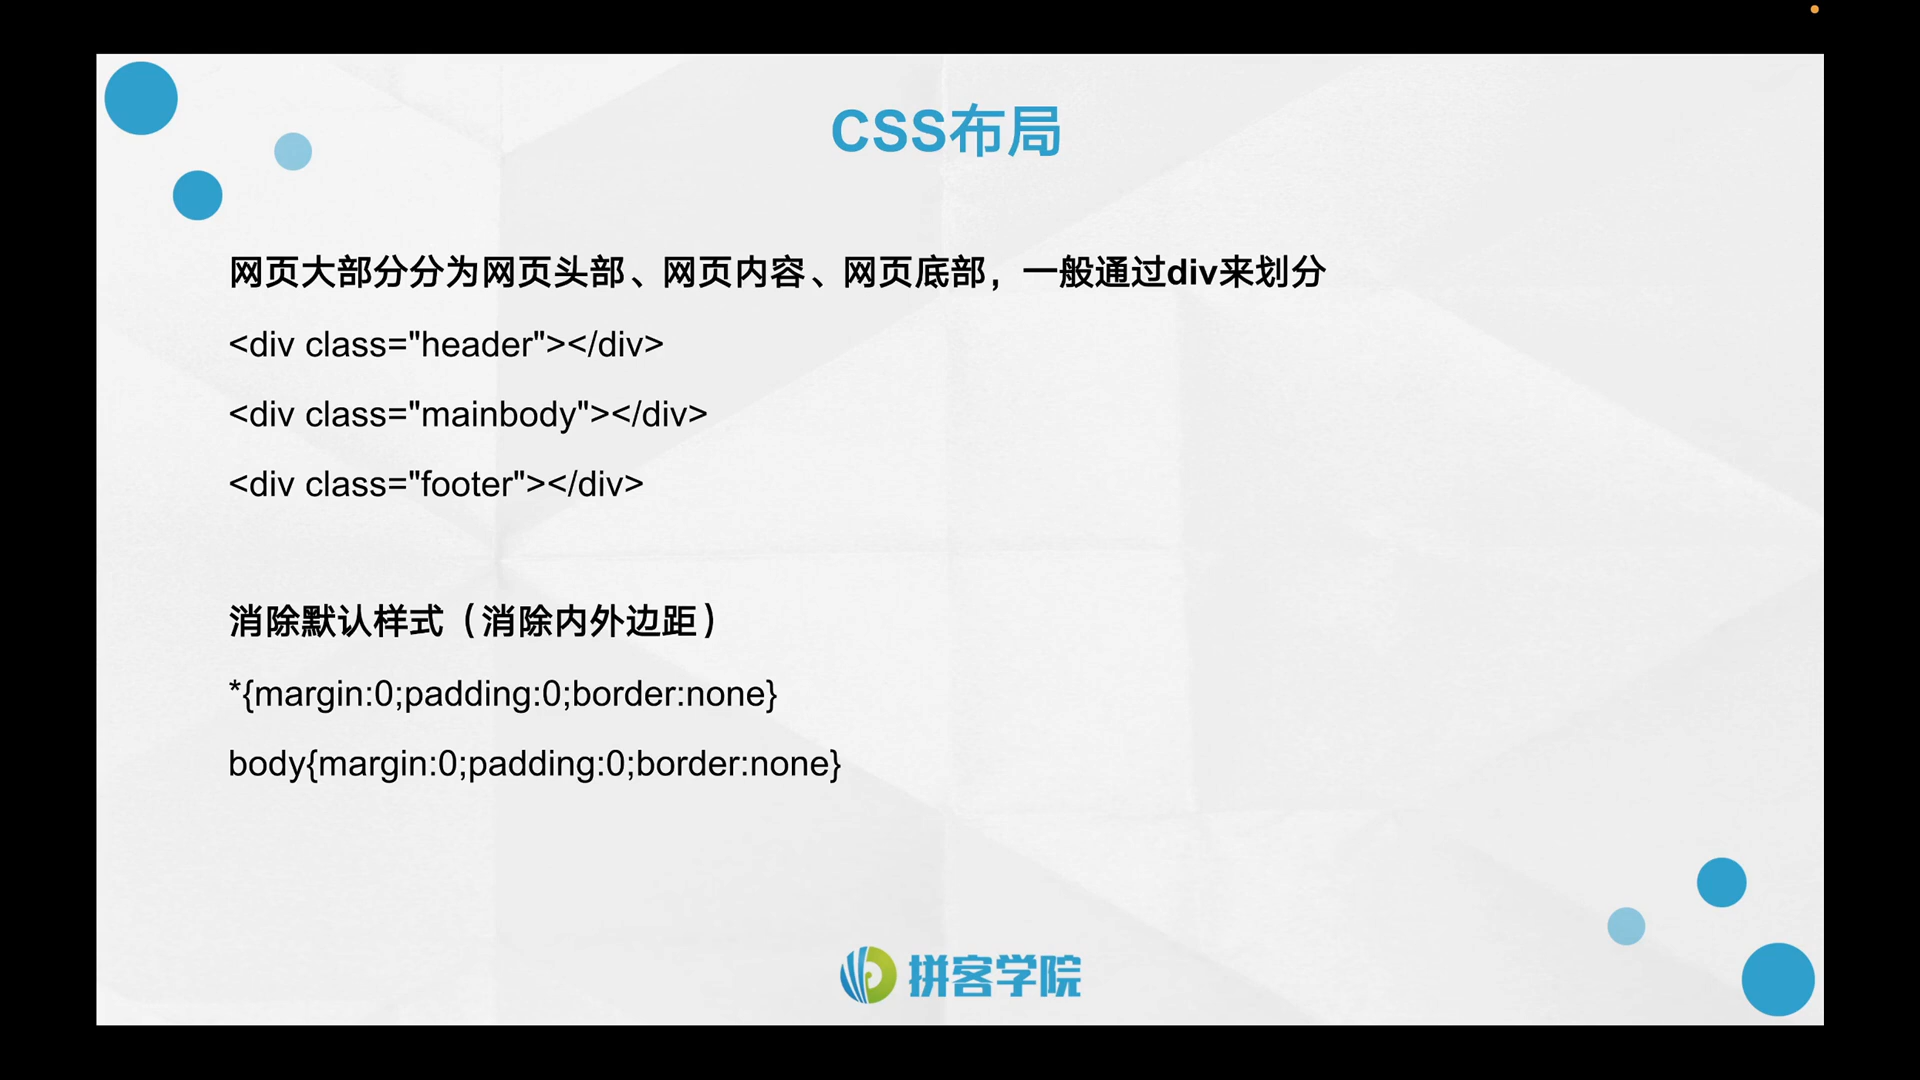 CSS布局
网页大部分分为网页头部、网页内容、网页底部，一般通过div来划分
<div class="header"></div>
<div class="mainbody"></div>
<div class="footer"></div>
消除默认样式（消除内外边距）
*{margin:0;padding:0;border:none}
body{margin:0;padding:0;border:none}
拼客学院